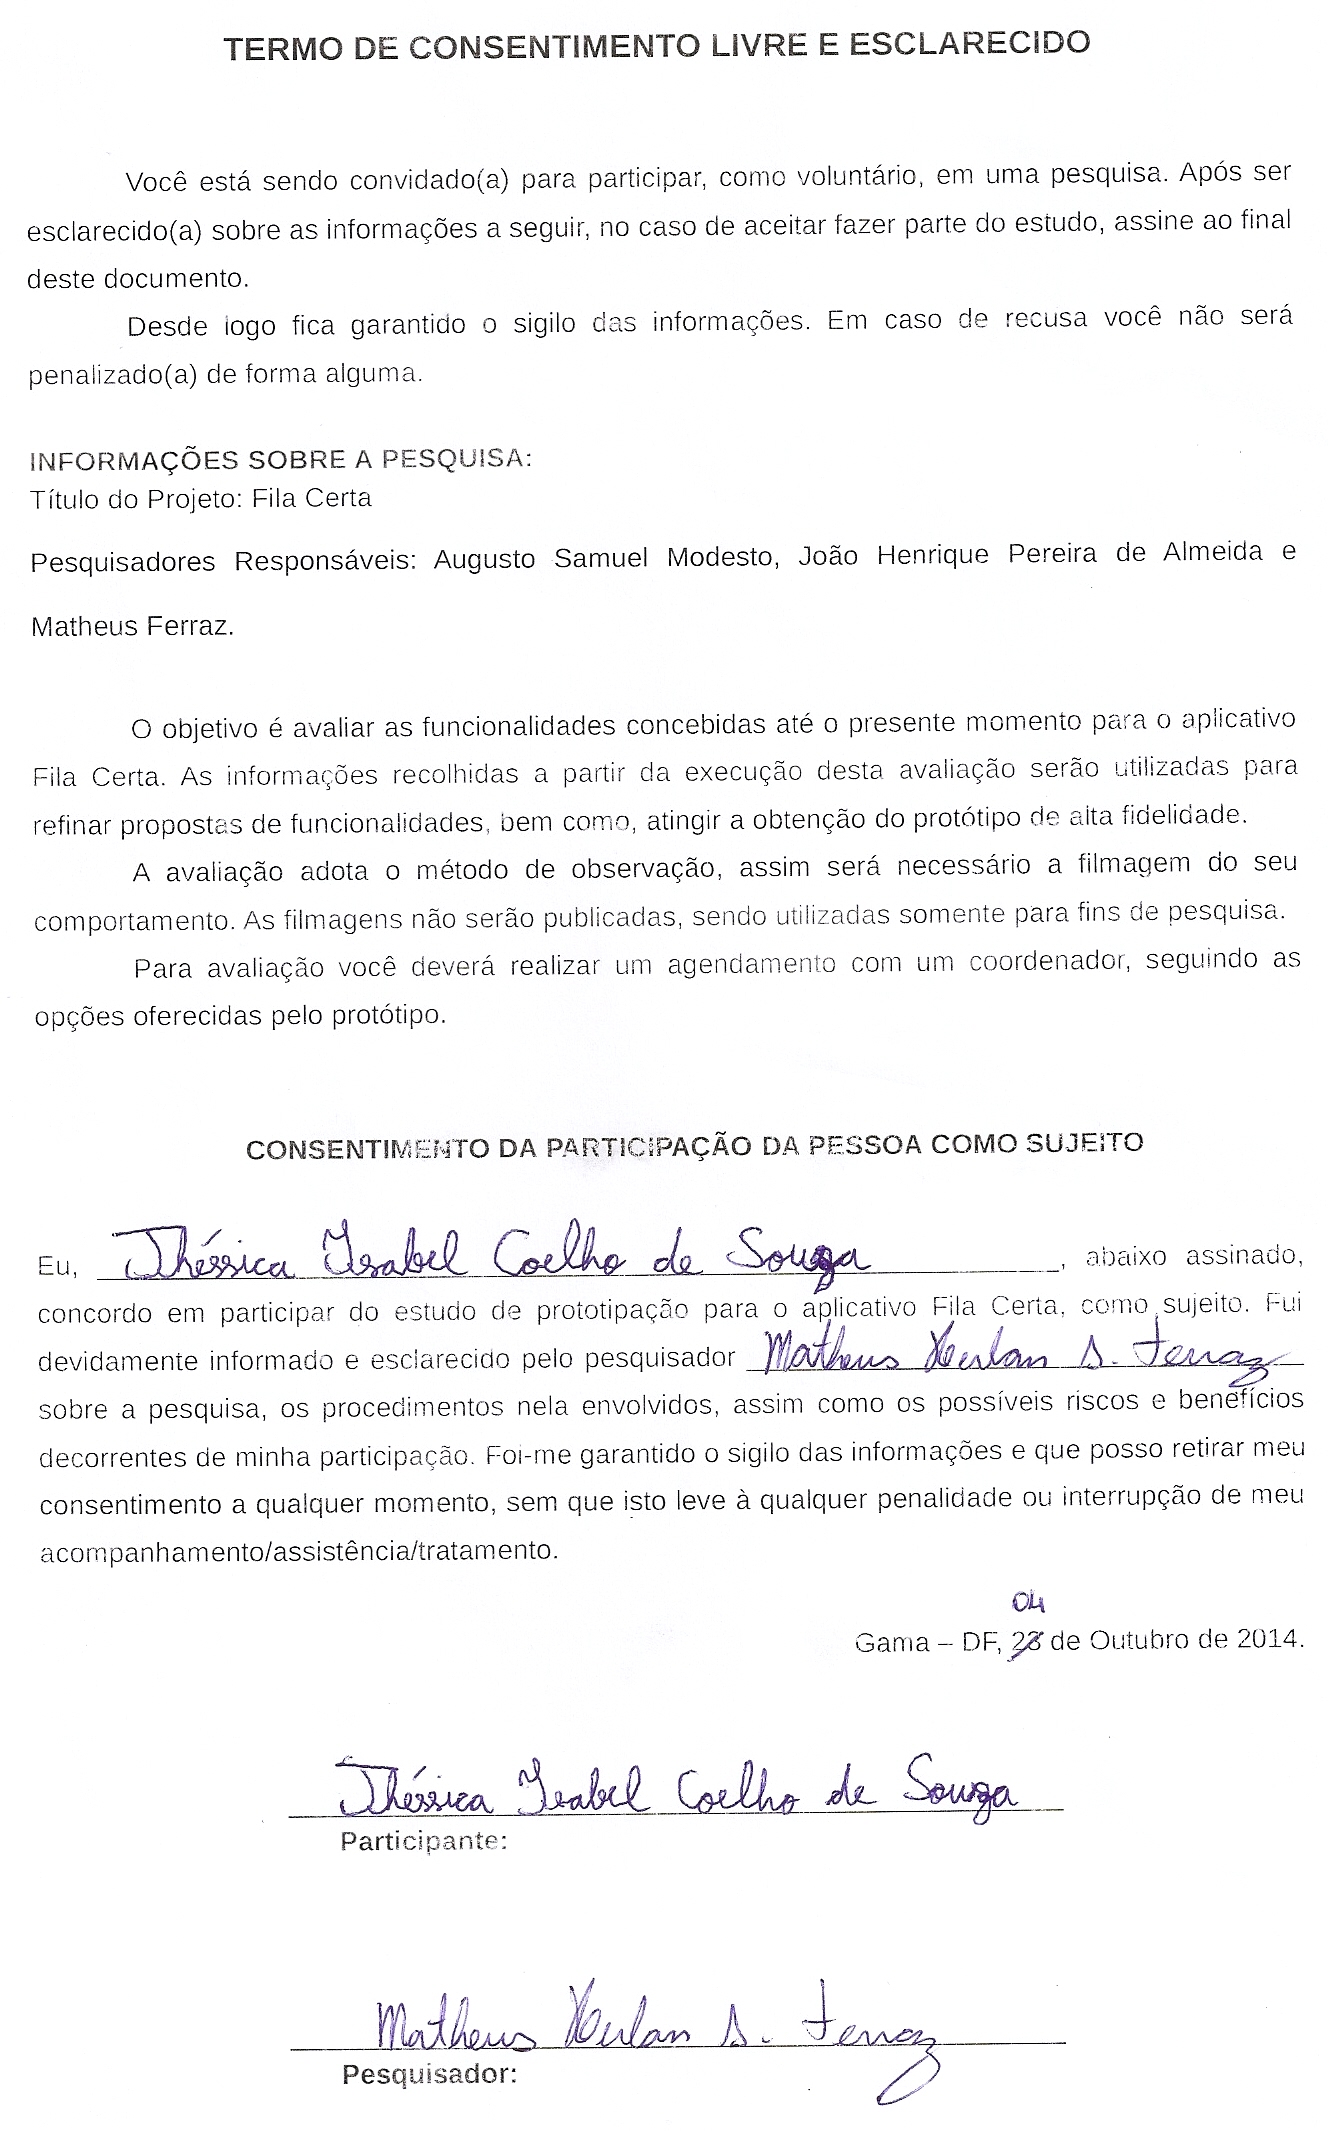 TERMO DE CONSENTIMENTO LIVRE E ESCLARECIDO
Você está sendo convidado(a) para participar, como voluntário, em uma pesquisa. Após ser
esclarecido(a) sobre as informações a seguir, no caso de aceitar fazer parte do estudo, assine ao final
deste documento.
Desde logo fica garantido o sigilo das informações. Em caso de recusa você não será
penalizado(a) de forma alguma.
INFORMAÇÕES SOBRE A PESQUISA:
Título do Projeto: Fila Certa
Pesquisadores Responsáveis: Augusto Samuel Modesto, João Henrique Pereira de Almeida e
Matheus Ferraz.
O objetivo é avaliar as funcionalidades concebidas até o presente momento para o aplicativo
Fila Certa. As informações recolhidas a partir da execução desta avaliação serão utilizadas para
refinar propostas de funcionalidades, bem como, atingir a obtenção do protótipo de alta fidelidade.
A avaliação adota o método de observação, assim será necessário a filmagem do seu
comportamento. As filmagens não serão publicadas, sendo utilizadas somente para fins de pesquisa.
Para avaliação você deverá realizar um agendamento com um coordenador, seguindo as
opções oferecidas pelo protótipo.
CONSENTIMENTO DA PARTICIPAÇÃO DA PESSOA COMO SUJEITO
Eu, Jhéssica Isabel Coelho de Souza, abaixo assinado,
concordo em participar do estudo de prototipação para o aplicativo Fila Certa, como sujeito. Fui
devidamente informado e esclarecido pelo pesquisador Matheus Herlan S. Ferraz
sobre a pesquisa, os procedimentos nela envolvidos, assim como os possíveis riscos e benefícios
decorrentes de minha participação. Foi-me garantido o sigilo das informações e que posso retirar meu
consentimento a qualquer momento, sem que isto leve à qualquer penalidade ou interrupção de meu
acompanhamento/assistência/tratamento.
04
Gama – DF, 23 de Outubro de 2014.
Jhéssica Isabel Coelho de Souza
Participante:
Matheus Herlan S. Ferraz
Pesquisador: